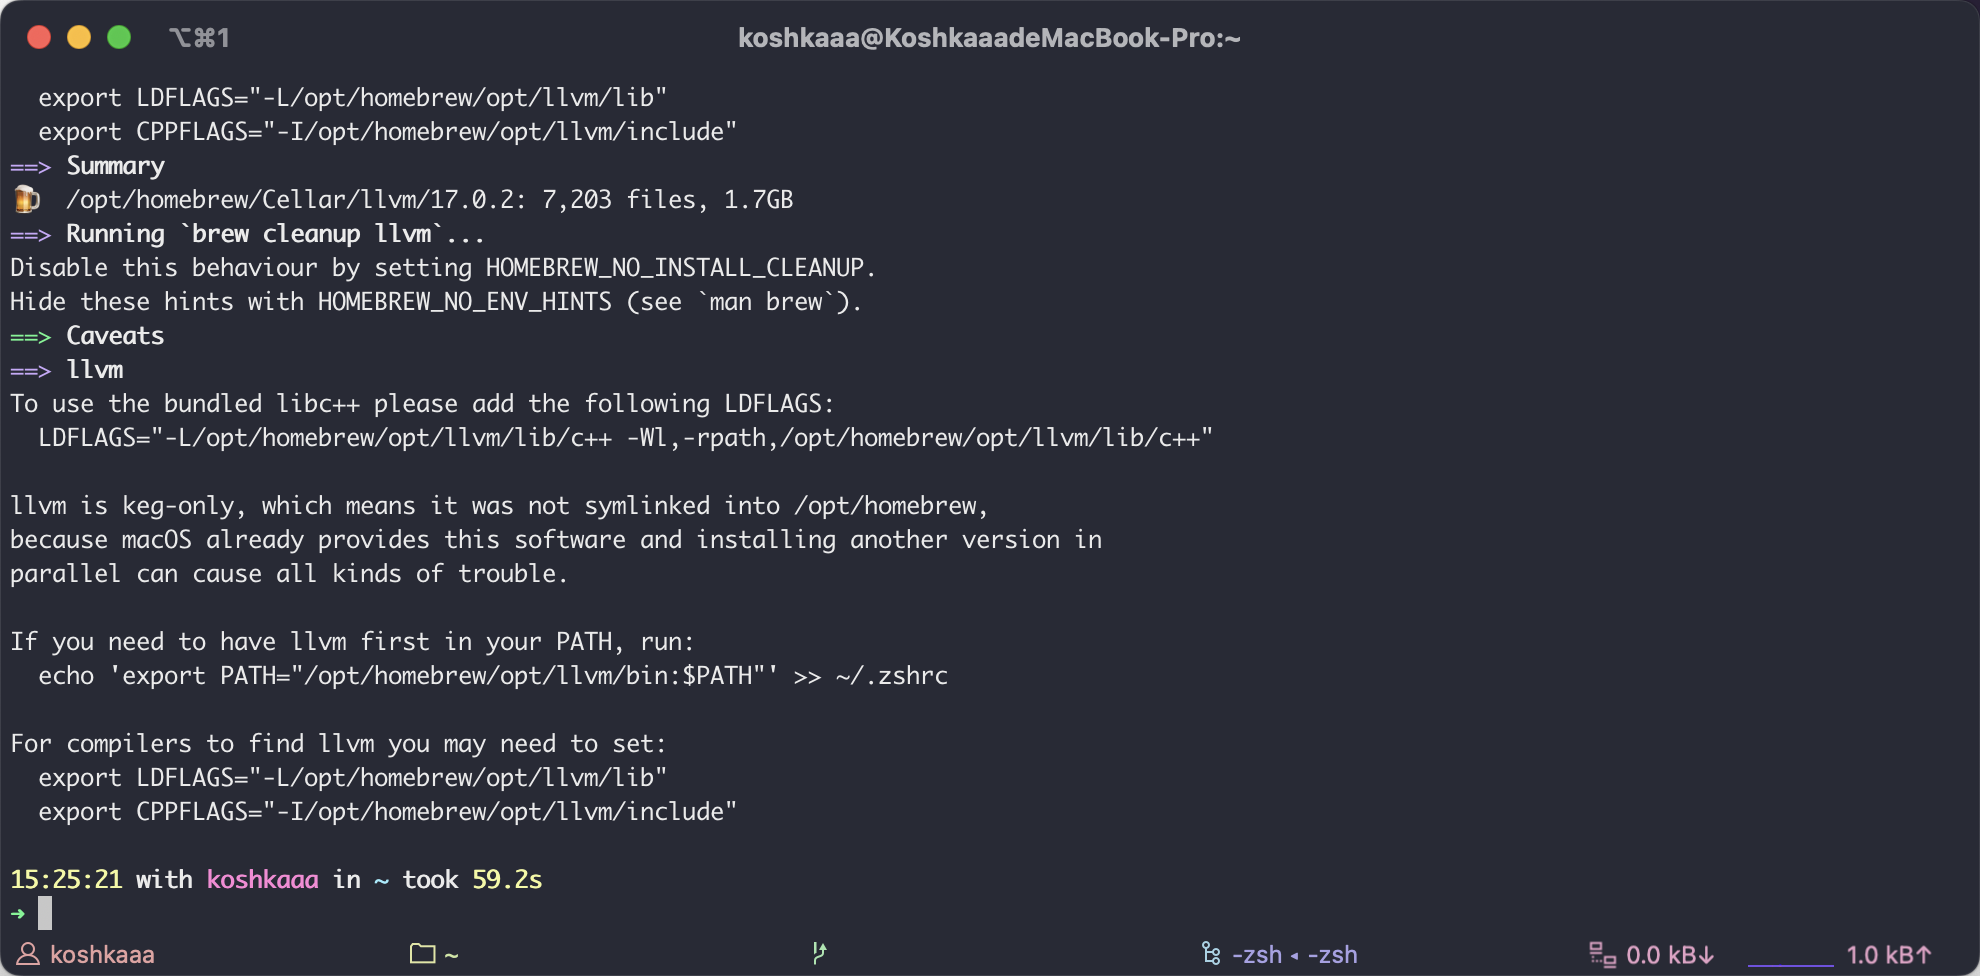 ⌥⌘1
koshkaaa@KoshkaaadeMacBook-Pro:~
  export LDFLAGS="-L/opt/homebrew/opt/llvm/lib"
  export CPPFLAGS="-I/opt/homebrew/opt/llvm/include"
==> Summary
🍺  /opt/homebrew/Cellar/llvm/17.0.2: 7,203 files, 1.7GB
==> Running `brew cleanup llvm`...
Disable this behaviour by setting HOMEBREW_NO_INSTALL_CLEANUP.
Hide these hints with HOMEBREW_NO_ENV_HINTS (see `man brew`).
==> Caveats
==> llvm
To use the bundled libc++ please add the following LDFLAGS:
  LDFLAGS="-L/opt/homebrew/opt/llvm/lib/c++ -Wl,-rpath,/opt/homebrew/opt/llvm/lib/c++"

llvm is keg-only, which means it was not symlinked into /opt/homebrew,
because macOS already provides this software and installing another version in
parallel can cause all kinds of trouble.

If you need to have llvm first in your PATH, run:
  echo 'export PATH="/opt/homebrew/opt/llvm/bin:$PATH"' >> ~/.zshrc

For compilers to find llvm you may need to set:
  export LDFLAGS="-L/opt/homebrew/opt/llvm/lib"
  export CPPFLAGS="-I/opt/homebrew/opt/llvm/include"

15:25:21 with koshkaaa in ~ took 59.2s
➜
koshkaaa ~ -zsh ◂ -zsh 0.0 kB↓ 1.0 kB↑